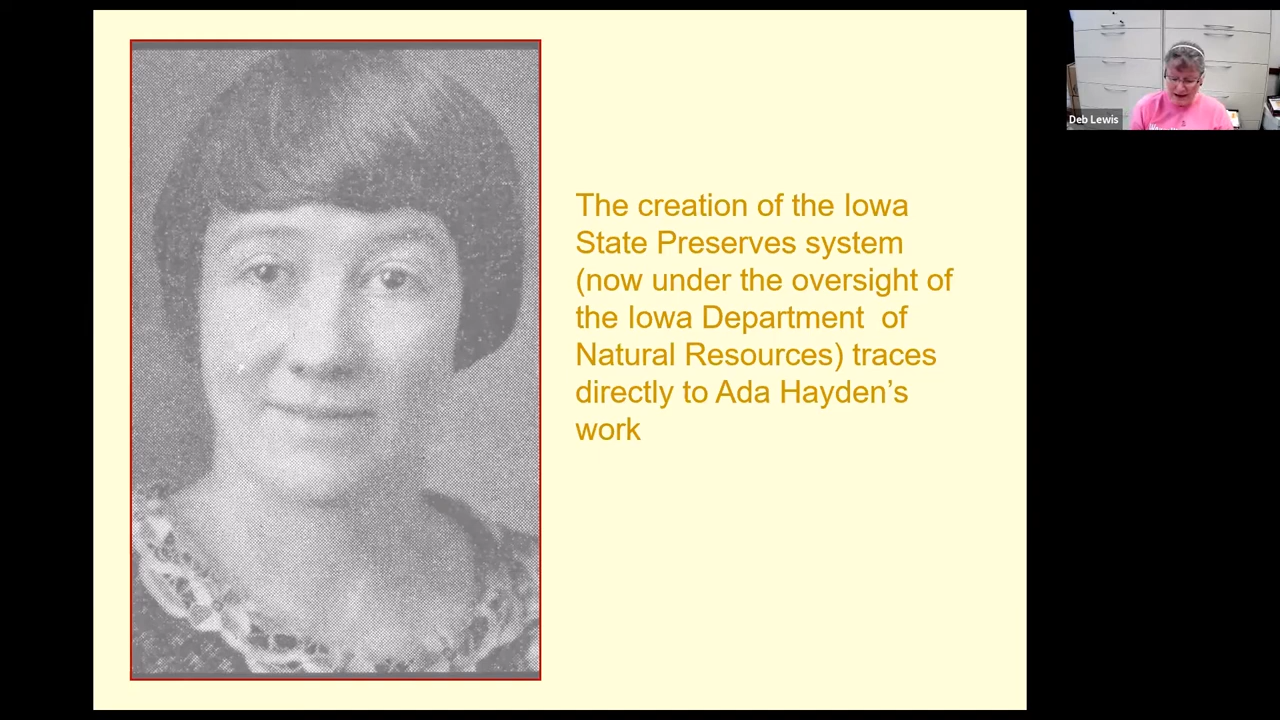 The creation of the Iowa
State Preserves system
(now under the oversight of
the Iowa Department  of
Natural Resources) traces
directly to Ada Hayden’s
work
Deb Lewis